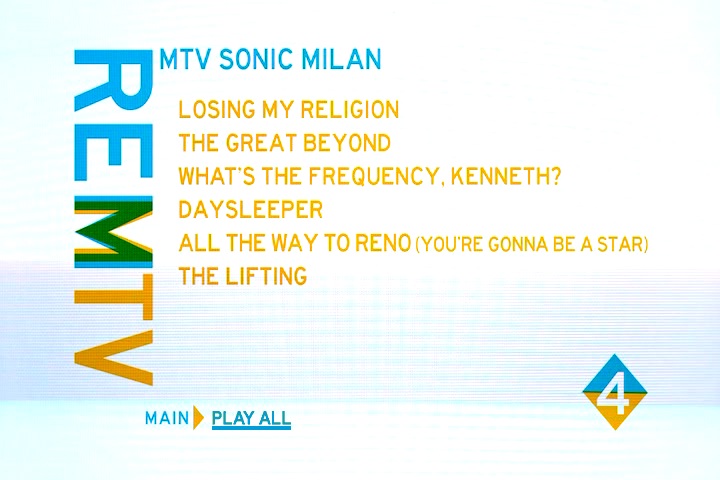 REMTV
MTV SONIC MILAN
LOSING MY RELIGION
THE GREAT BEYOND
WHAT'S THE FREQUENCY, KENNETH?
DAYSLEEPER
ALL THE WAY TO RENO (YOU'RE GONNA BE A STAR)
THE LIFTING
4
MAIN PLAY ALL